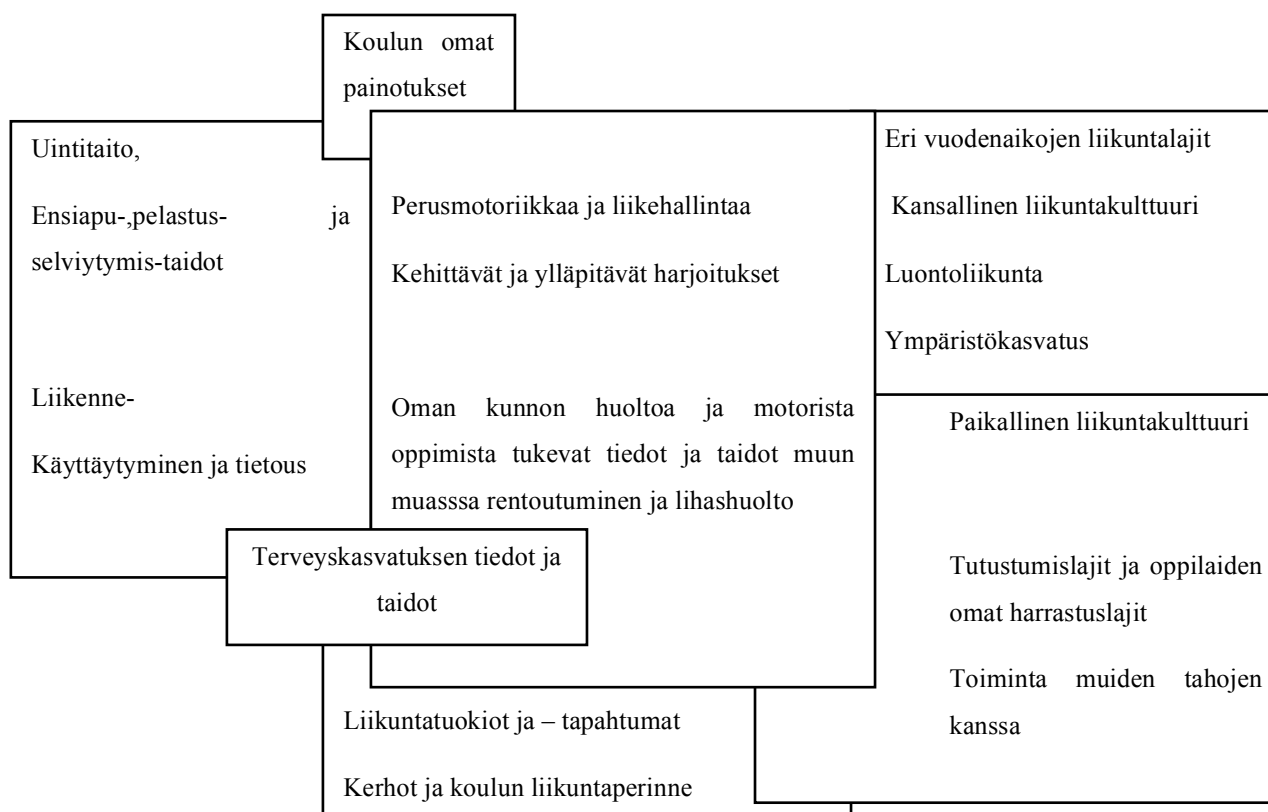 Koulun omat
painotukset
Uintitaito,
Ensiapu-,pelastus- ja
selviytymis-taidot
Liikenne-
Käyttäytyminen ja tietous
Perusmotoriikkaa ja liikehallintaa
Kehittävät ja ylläpitävät harjoitukset
Oman kunnon huoltoa ja motorista
oppimista tukevat tiedot ja taidot muun
muasssa rentoutuminen ja lihashuolto
Eri vuodenaikojen liikuntalajit
Kansallinen liikuntakulttuuri
Luontoliikunta
Ympäristökasvatus
Paikallinen liikuntakulttuuri
Tutustumislajit ja oppilaiden
omat harrastuslajit
Toiminta muiden tahojen
kanssa
Terveyskasvatuksen tiedot ja
taidot
Liikuntatuokiot ja – tapahtumat
Kerhot ja koulun liikuntaperinne